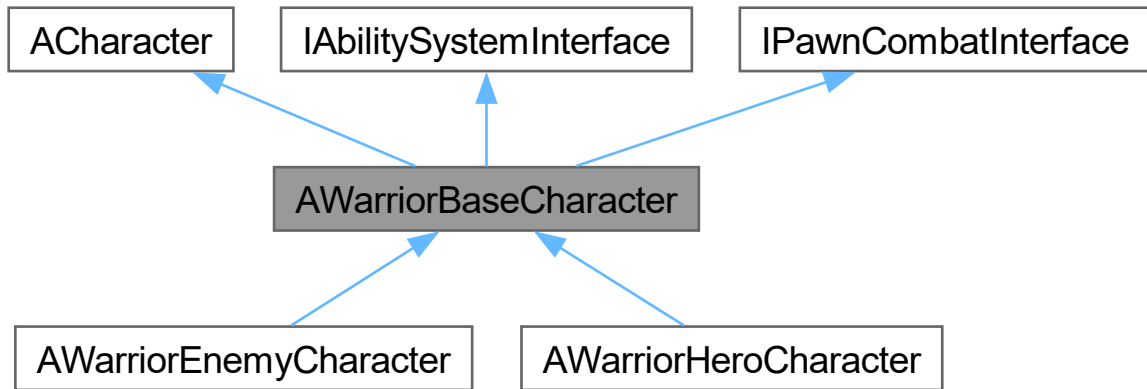 ACharacter
IAbilitySystemInterface
IPawnCombatInterface
AWarriorBaseCharacter
AWarriorEnemyCharacter
AWarriorHeroCharacter